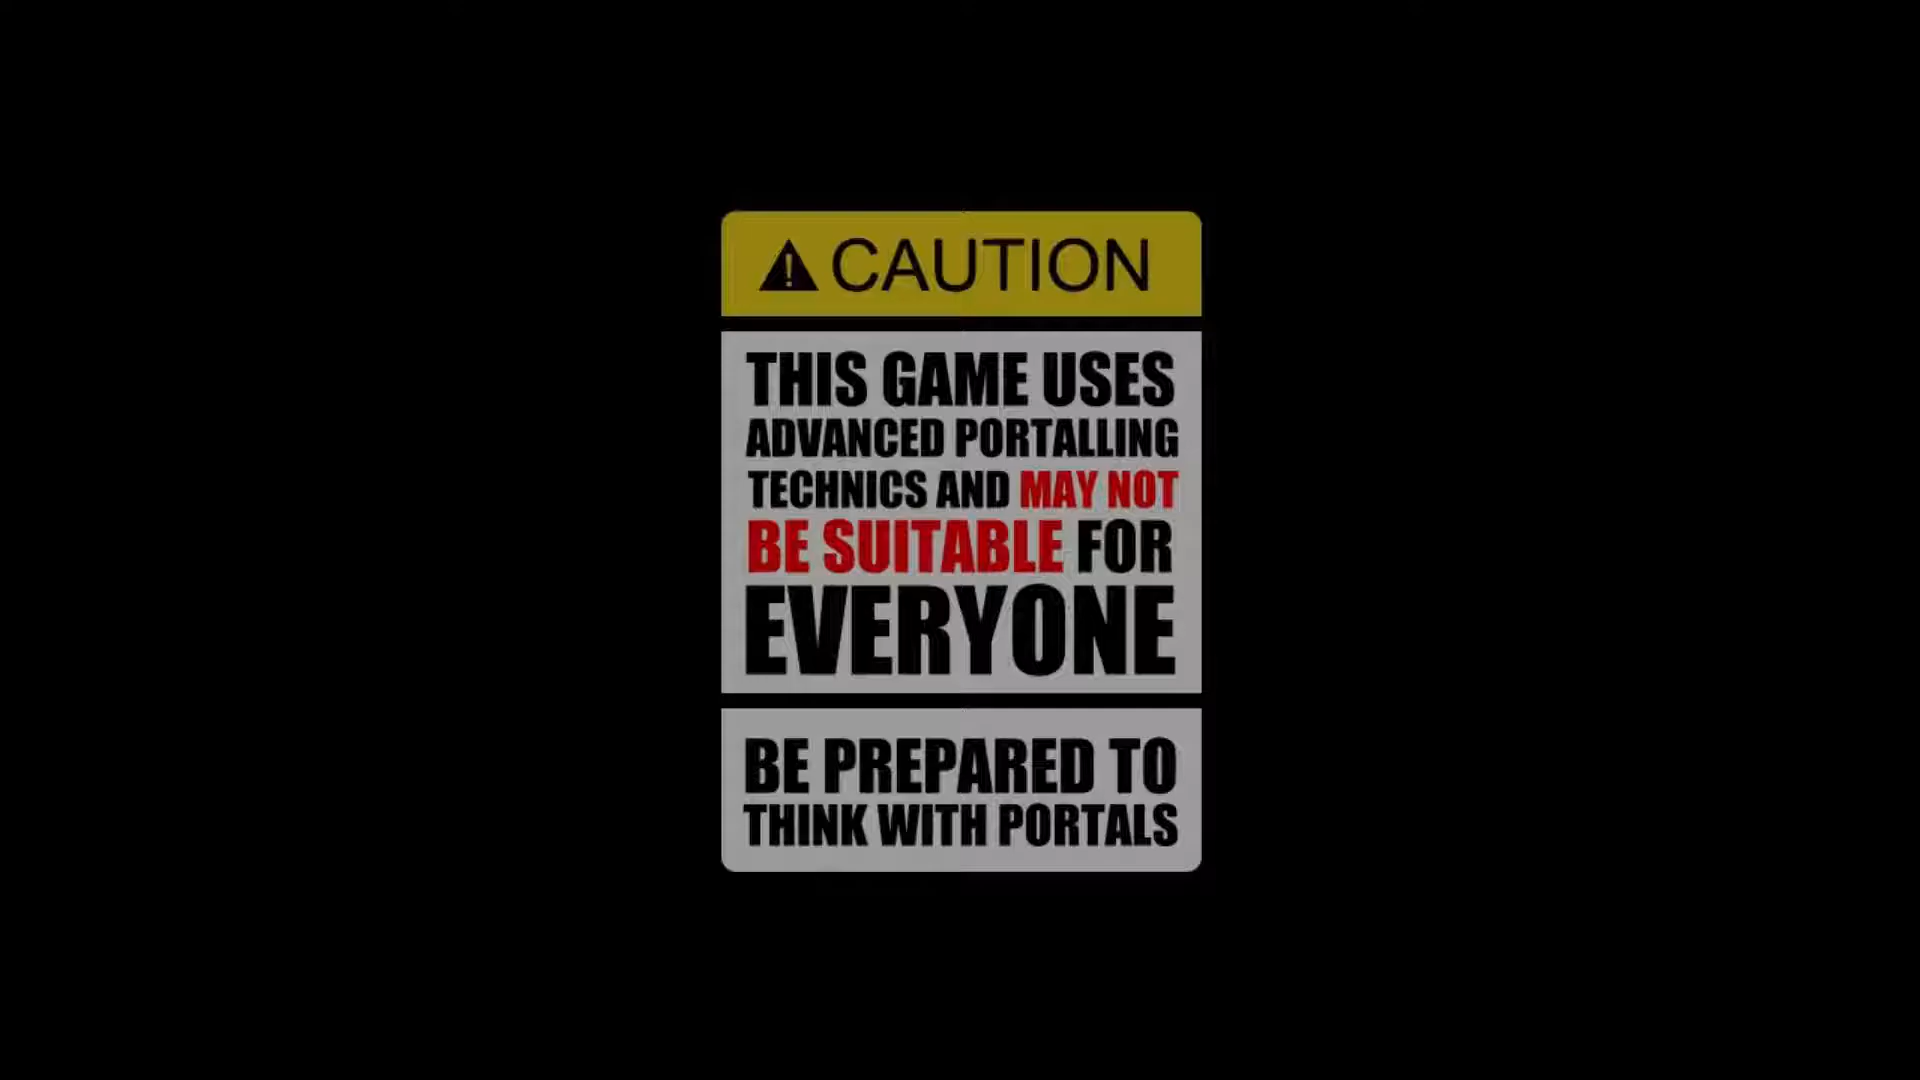 CAUTION
THIS GAME USES
ADVANCED PORTALLING
TECHNICS AND MAY NOT
BE SUITABLE FOR
EVERYONE
BE PREPARED TO
THINK WITH PORTALS